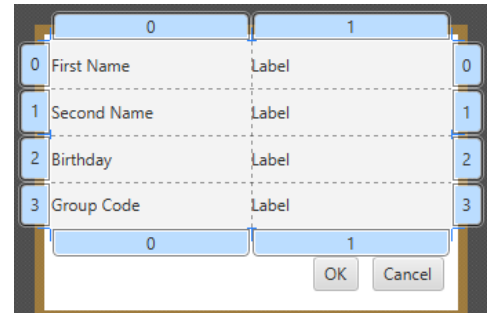 0 1
0 First Name Label 0
1 Second Name Label 1
2 Birthday Label 2
3 Group Code Label 3
0 1
OK Cancel